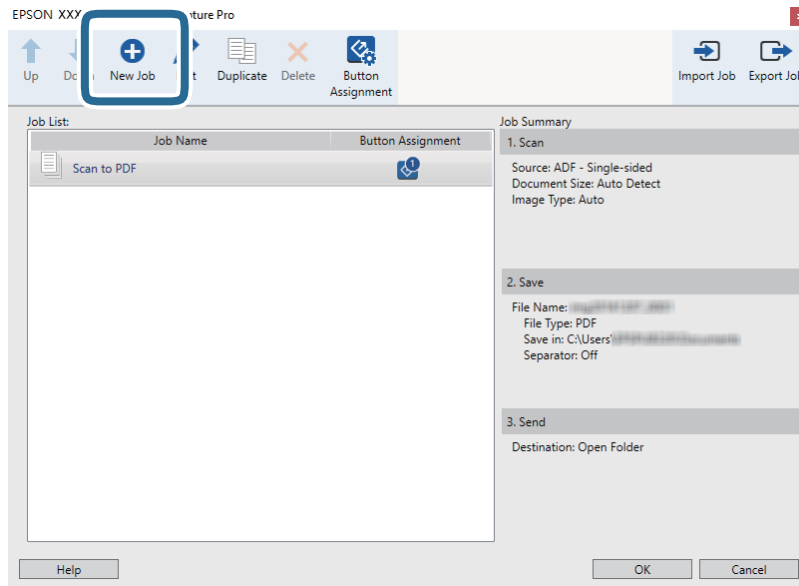 EPSON XXX ture Pro
Up
New Job
Duplicate
Delete
Button
Assignment
Import Job
Export Jo
Job List:
Job Name
Button Assignment
Scan to PDF
1
Job Summary
1. Scan
Source: ADF - Single-sided
Document Size: Auto Detect
Image Type: Auto
2. Save
File Name:
File Type: PDF
Save in: C:\Users\
Separator: Off
3. Send
Destination: Open Folder
Help
OK
Cancel